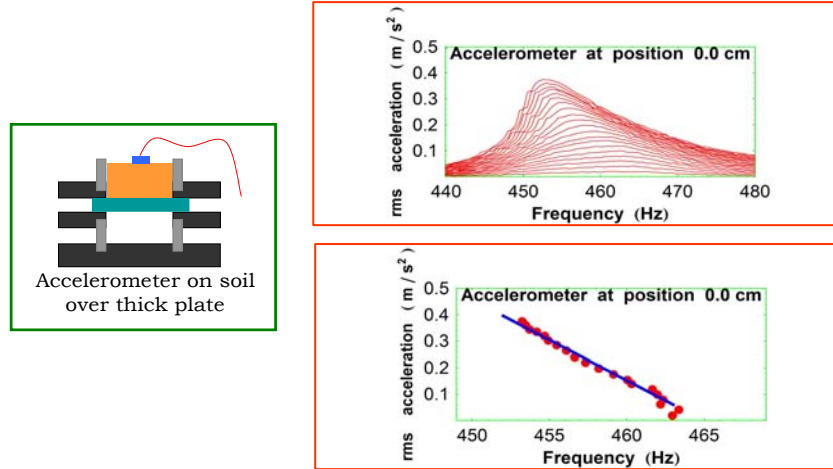 Accelerometer on soil
over thick plate
rms acceleration ( m / s² )
Accelerometer at position 0.0 cm
0.5
0.4
0.3
0.2
0.1
440 450 460 470 480
Frequency (Hz)
rms acceleration ( m / s² )
Accelerometer at position 0.0 cm
0.5
0.4
0.3
0.2
0.1
450 455 460 465
Frequency (Hz)